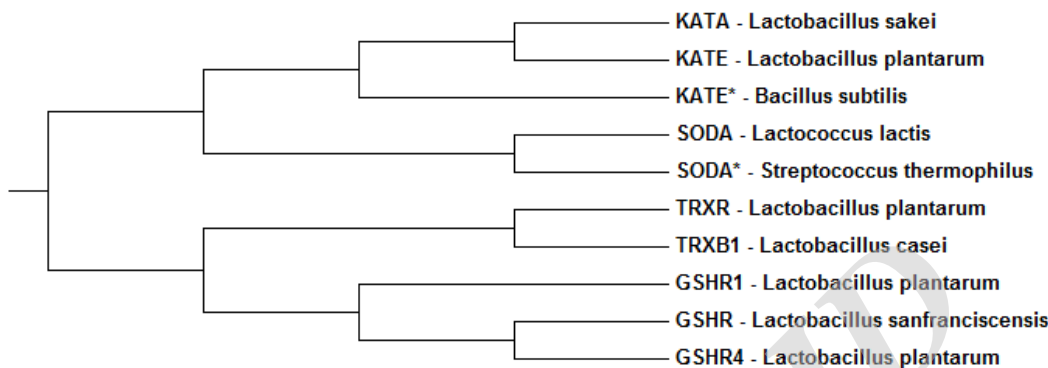 KATA - Lactobacillus sakei
KATE - Lactobacillus plantarum
KATE* - Bacillus subtilis
SODA - Lactococcus lactis
SODA* - Streptococcus thermophilus
TRXR - Lactobacillus plantarum
TRXB1 - Lactobacillus casei
GSHR1 - Lactobacillus plantarum
GSHR - Lactobacillus sanfranciscensis
GSHR4 - Lactobacillus plantarum